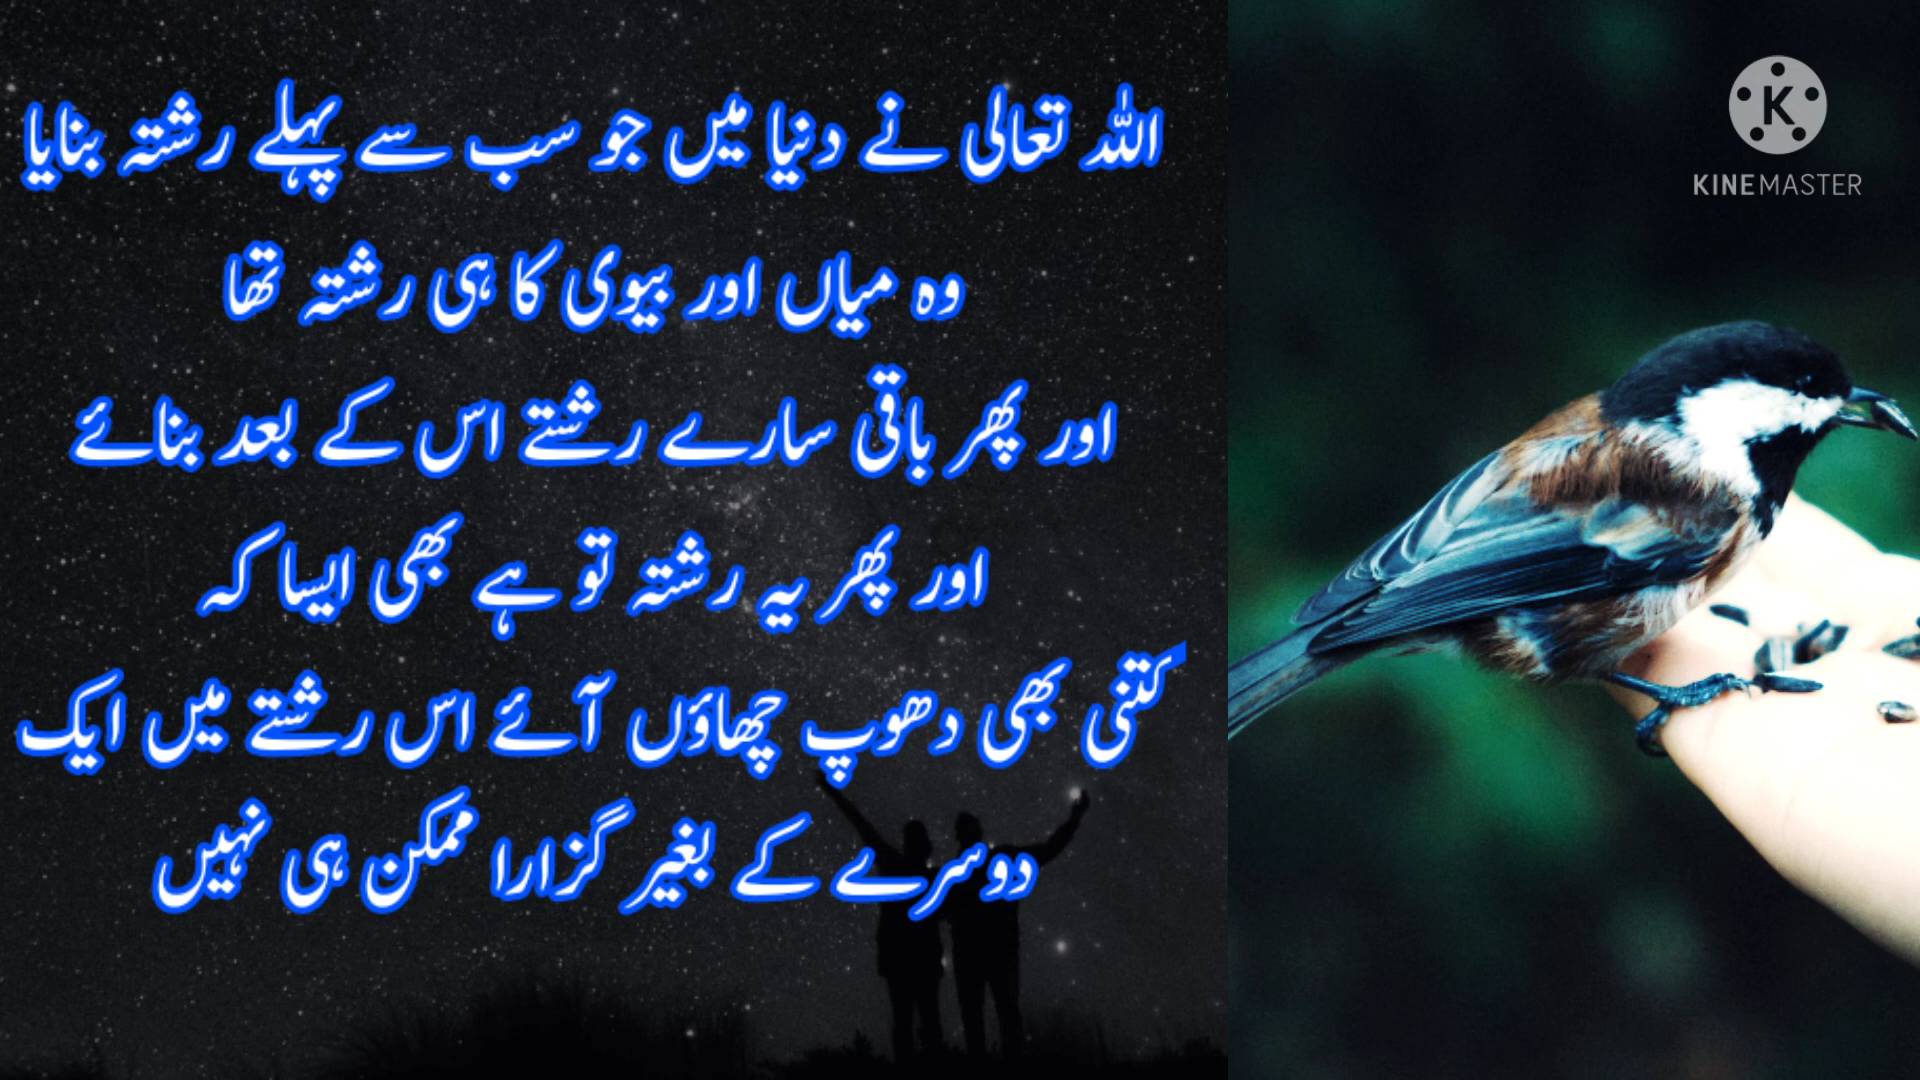 اللہ تعالی نے دنیا میں جو سب سے پہلے رشتہ بنایا
وہ میاں اور بیوی کا ہی رشتہ تھا
اور پھر باقی سارے رشتے اس کے بعد بنائے
اور پھر یہ رشتہ تو ہے بھی ایسا کہ
کتنی بھی دھوپ چھاؤں آئے اس رشتے میں ایک
دوسرے کے بغیر گزارا ممکن ہی نہیں
K
KINEMASTER